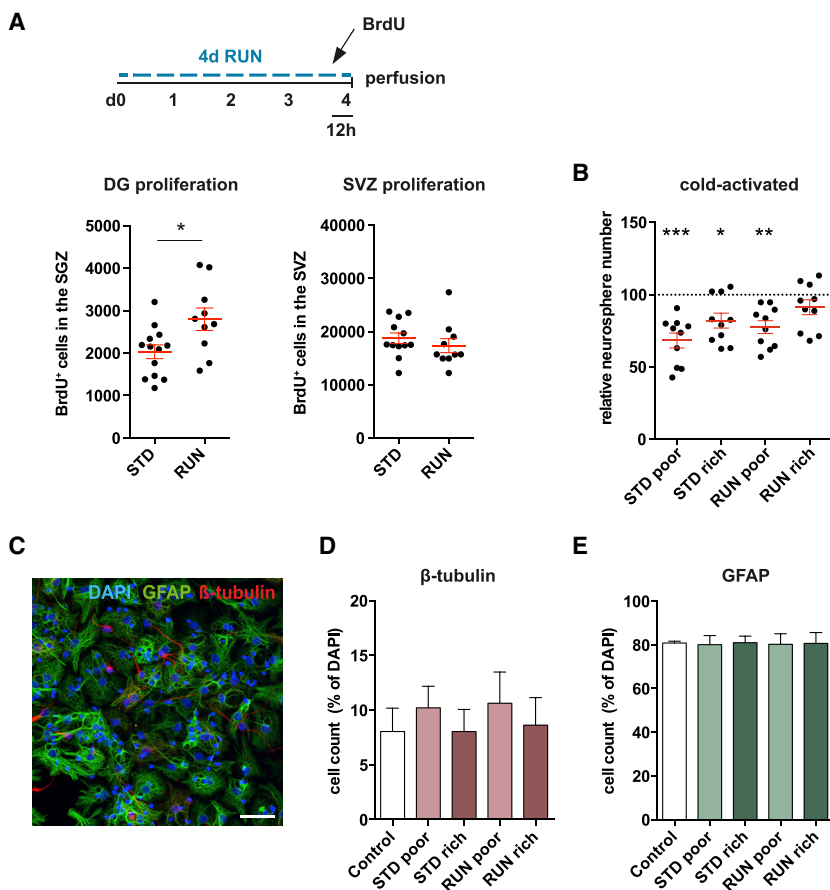 A
BrdU
4d RUN
perfusion
d0 1 2 3 4
12h
DG proliferation
BrdU⁺ cells in the SGZ
5000
4000
3000
2000
1000
0
*
STD
RUN
SVZ proliferation
BrdU⁺ cells in the SVZ
40000
30000
20000
10000
0
STD
RUN
B
cold-activated
relative neurosphere number
150
100
50
0
*** * **
STD poor
STD rich
RUN poor
RUN rich
C
DAPI GFAP ß-tubulin
D
β-tubulin
cell count (% of DAPI)
20
15
10
5
0
Control
STD poor
STD rich
RUN poor
RUN rich
E
GFAP
cell count (% of DAPI)
100
80
60
40
20
0
Control
STD poor
STD rich
RUN poor
RUN rich